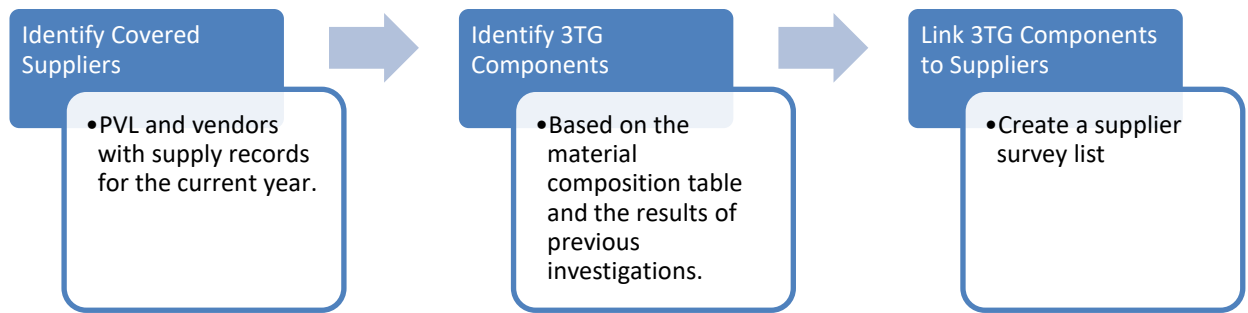 Identify Covered
Suppliers
•PVL and vendors
with supply records
for the current year.
Identify 3TG
Components
•Based on the
material
composition table
and the results of
previous
investigations.
Link 3TG Components
to Suppliers
•Create a supplier
survey list